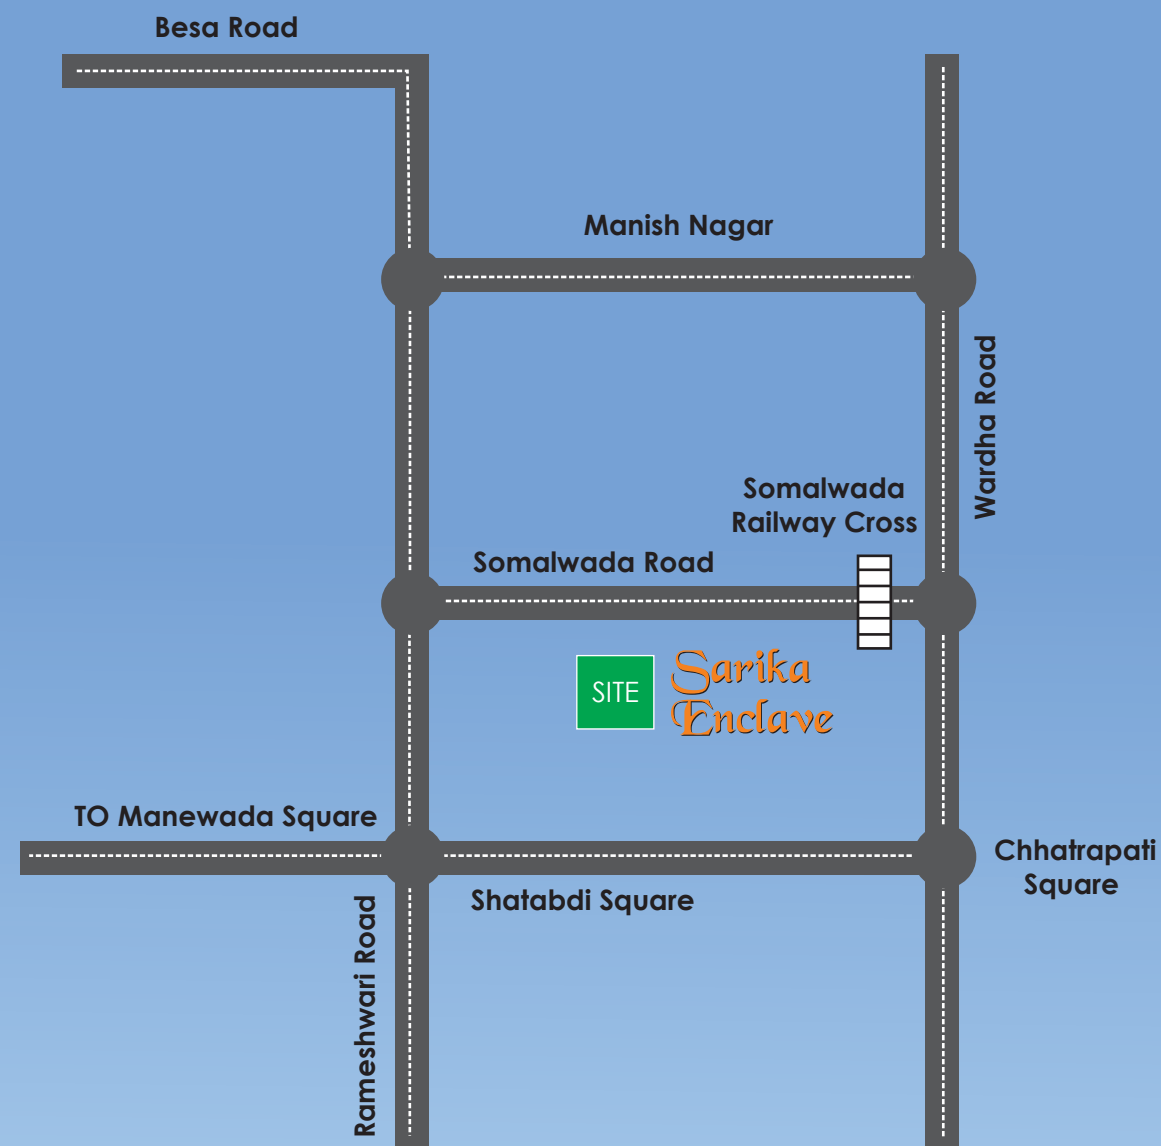 Besa Road
Manish Nagar
Wardha Road
Somalwada
Railway Cross
Somalwada Road
SITE
Sarika
Enclave
TO Manewada Square
Chhatrapati
Square
Shatabdi Square
Rameshwari Road